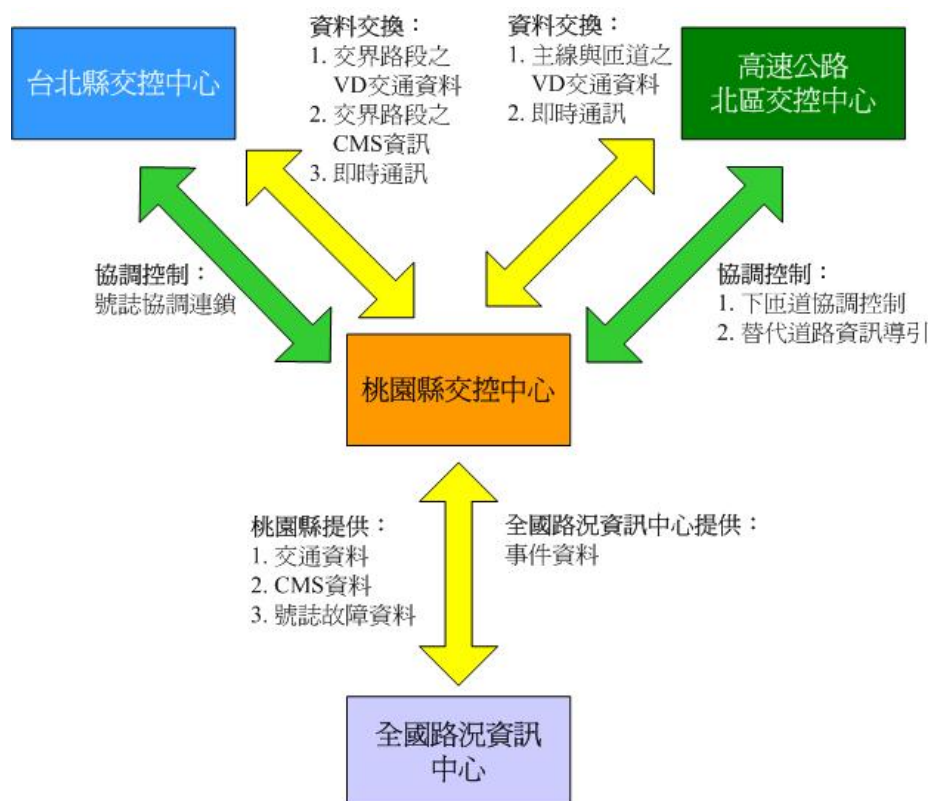 台北縣交控中心
資料交換：
1. 交界路段之
VD交通資料
2. 交界路段之
CMS資訊
3. 即時通訊
資料交換：
1. 主線與匝道之
VD交通資料
2. 即時通訊
高速公路
北區交控中心
協調控制：
號誌協調連鎖
協調控制：
1. 下匝道協調控制
2. 替代道路資訊導引
桃園縣交控中心
桃園縣提供：
1. 交通資料
2. CMS資料
3. 號誌故障資料
全國路況資訊中心提供：
事件資料
全國路況資訊
中心